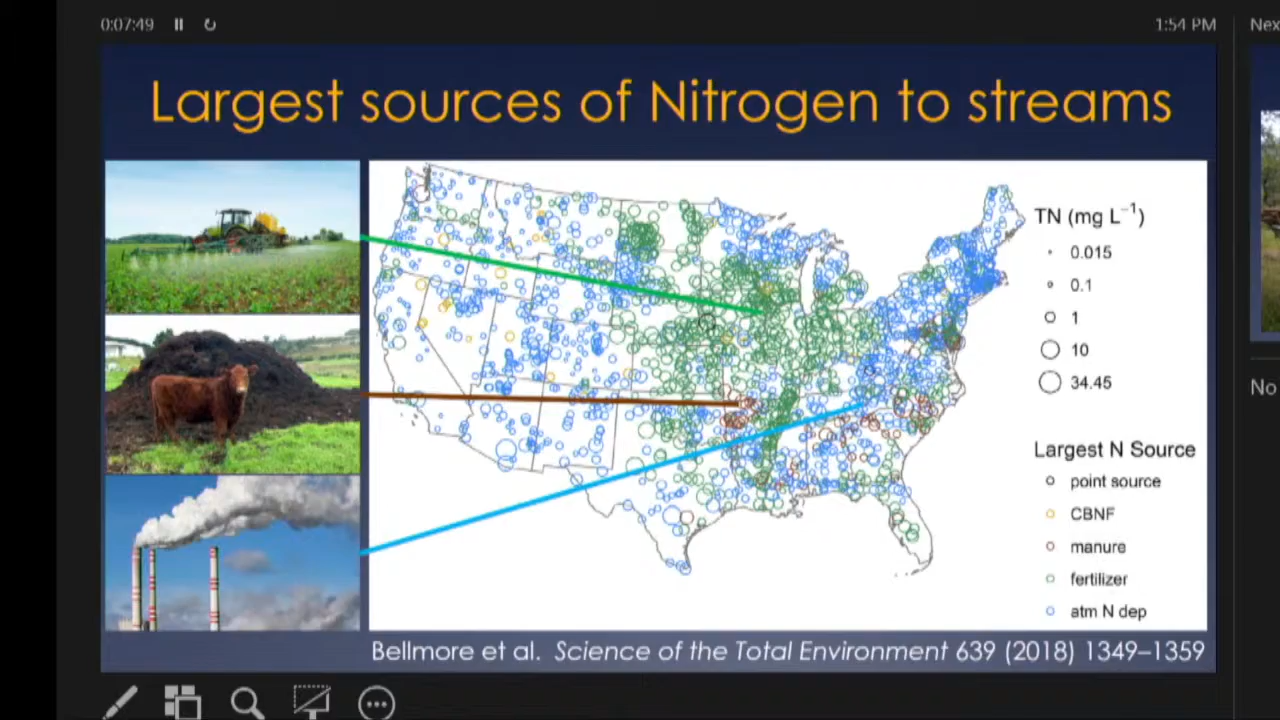 0:07:49
1:54 PM
Nex
Largest sources of Nitrogen to streams
TN (mg L⁻¹)
0.015
0.1
1
10
34.45
Largest N Source
point source
CBNF
manure
fertilizer
atm N dep
No
Bellmore et al. Science of the Total Environment 639 (2018) 1349–1359